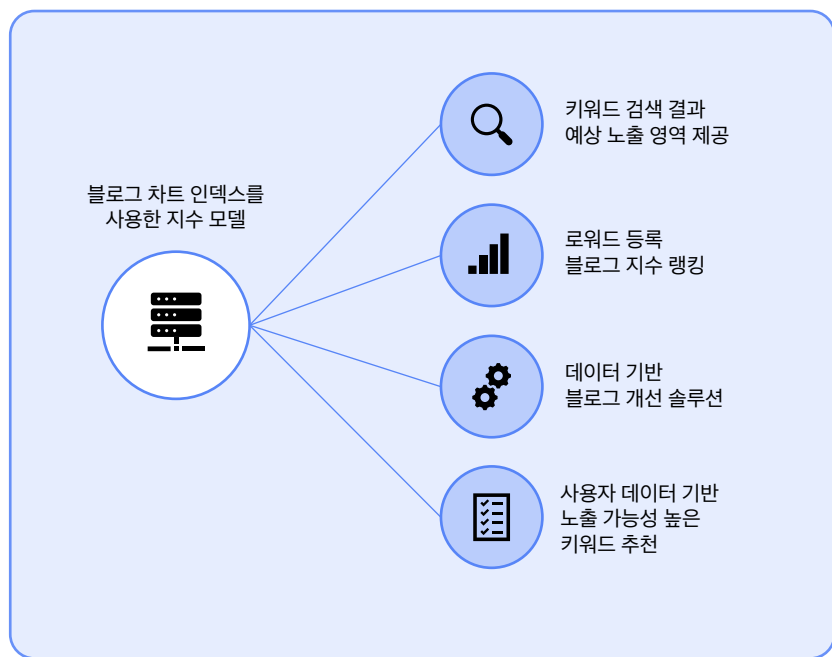 블로그 차트 인덱스를
사용한 지수 모델
키워드 검색 결과
예상 노출 영역 제공
로워드 등록
블로그 지수 랭킹
데이터 기반
블로그 개선 솔루션
사용자 데이터 기반
노출 가능성 높은
키워드 추천